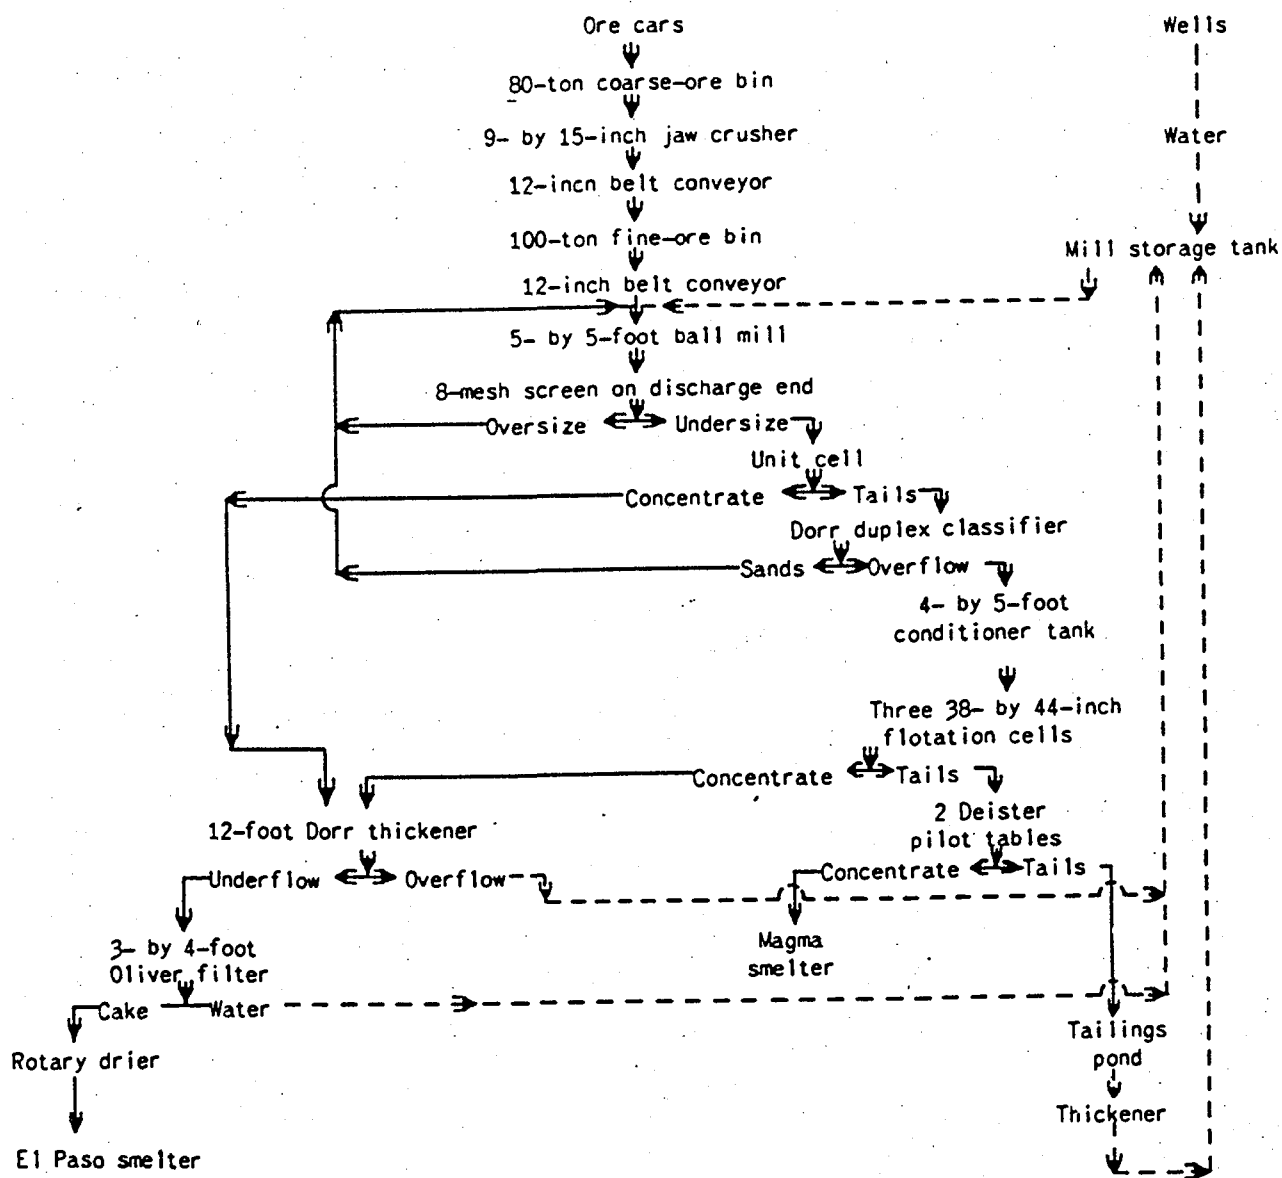 Ore cars
Wells
80-ton coarse-ore bin
9- by 15-inch jaw crusher
Water
12-incn belt conveyor
100-ton fine-ore bin
Mill storage tank
12-inch belt conveyor
5- by 5-foot ball mill
8-mesh screen on discharge end
Oversize
Undersize
Unit cell
Concentrate
Tails
Dorr duplex classifier
Sands
Overflow
4- by 5-foot
conditioner tank
Three 38- by 44-inch
flotation cells
Concentrate
Tails
2 Deister
pilot tables
12-foot Dorr thickener
Concentrate
Tails
Underflow
Overflow
Magma
smelter
3- by 4-foot
Oliver filter
Cake
Water
Tailings
pond
Rotary drier
Thickener
El Paso smelter